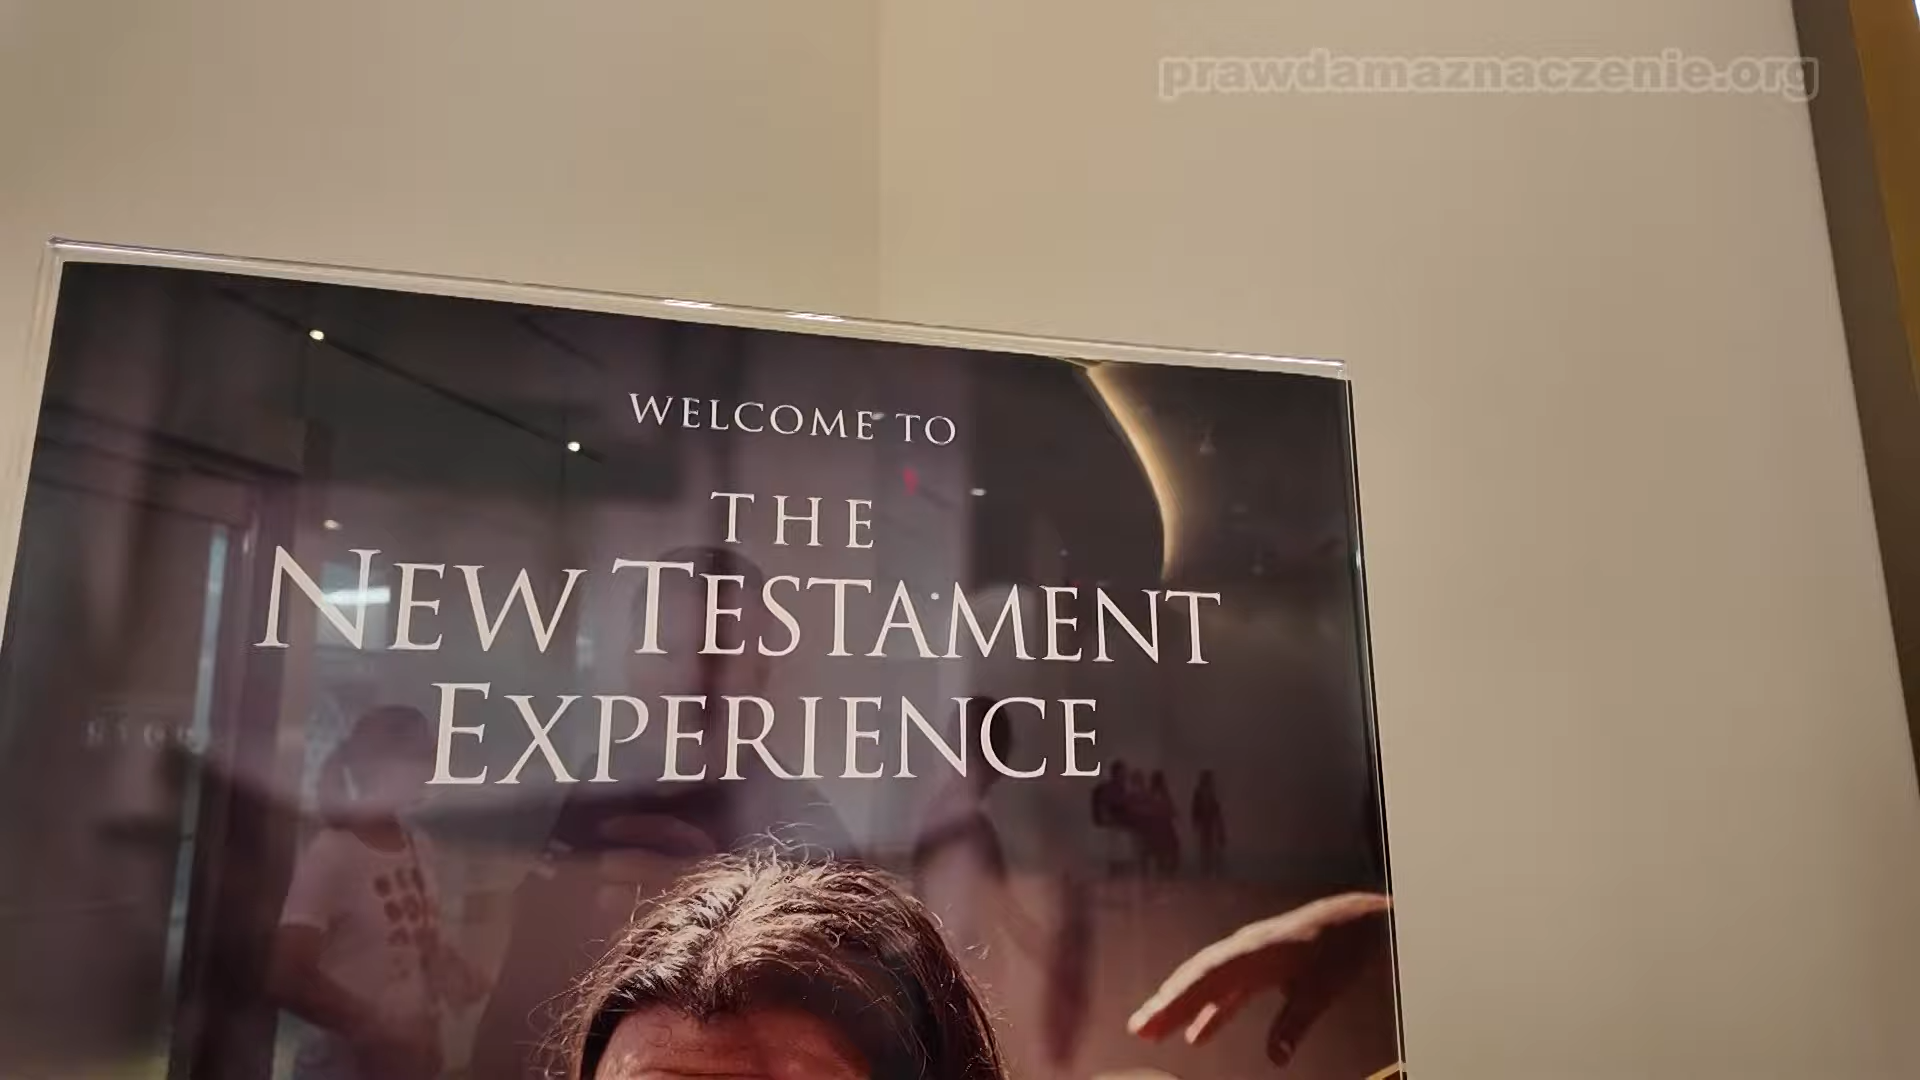 prawdamaznaczenie.org
WELCOME TO
THE
NEW TESTAMENT
EXPERIENCE